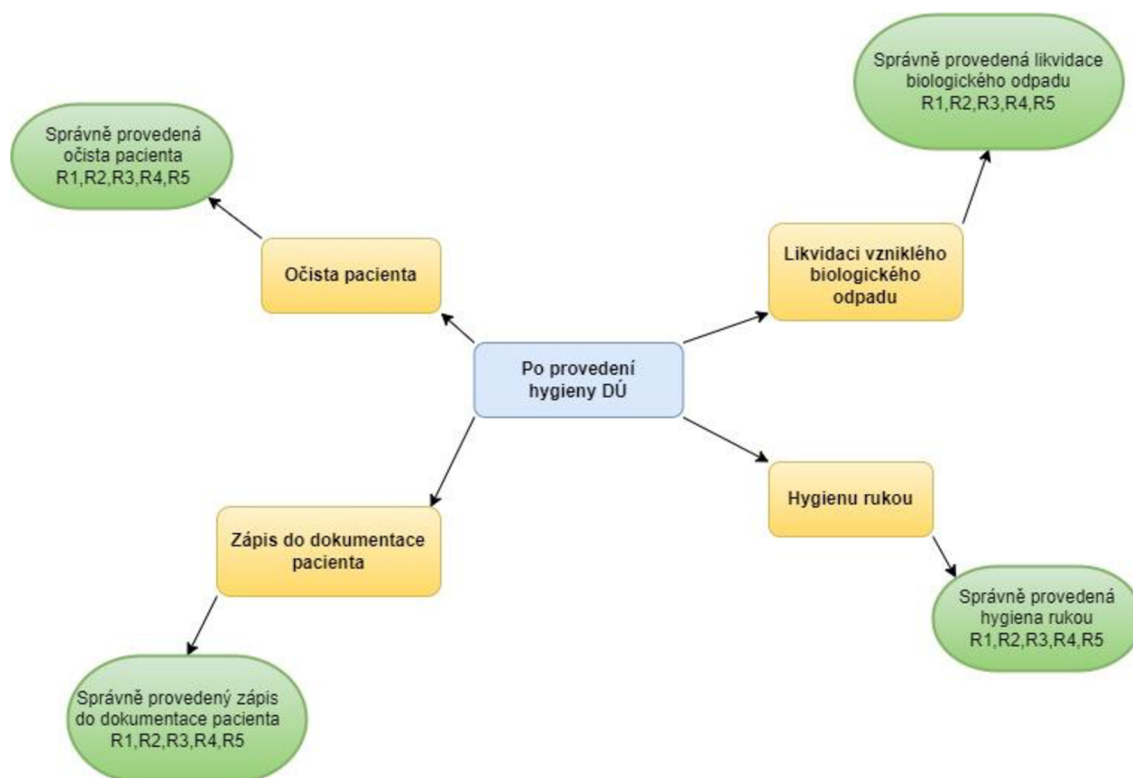 Správně provedená likvidace
biologického odpadu
R1,R2,R3,R4,R5
Správně provedená
očista pacienta
R1,R2,R3,R4,R5
Očista pacienta
Likvidaci vzniklého
biologického
odpadu
Po provedení
hygieny DÚ
Hygienu rukou
Zápis do dokumentace
pacienta
Správně provedená
hygiena rukou
R1,R2,R3,R4,R5
Správně provedený zápis
do dokumentace pacienta
R1,R2,R3,R4,R5